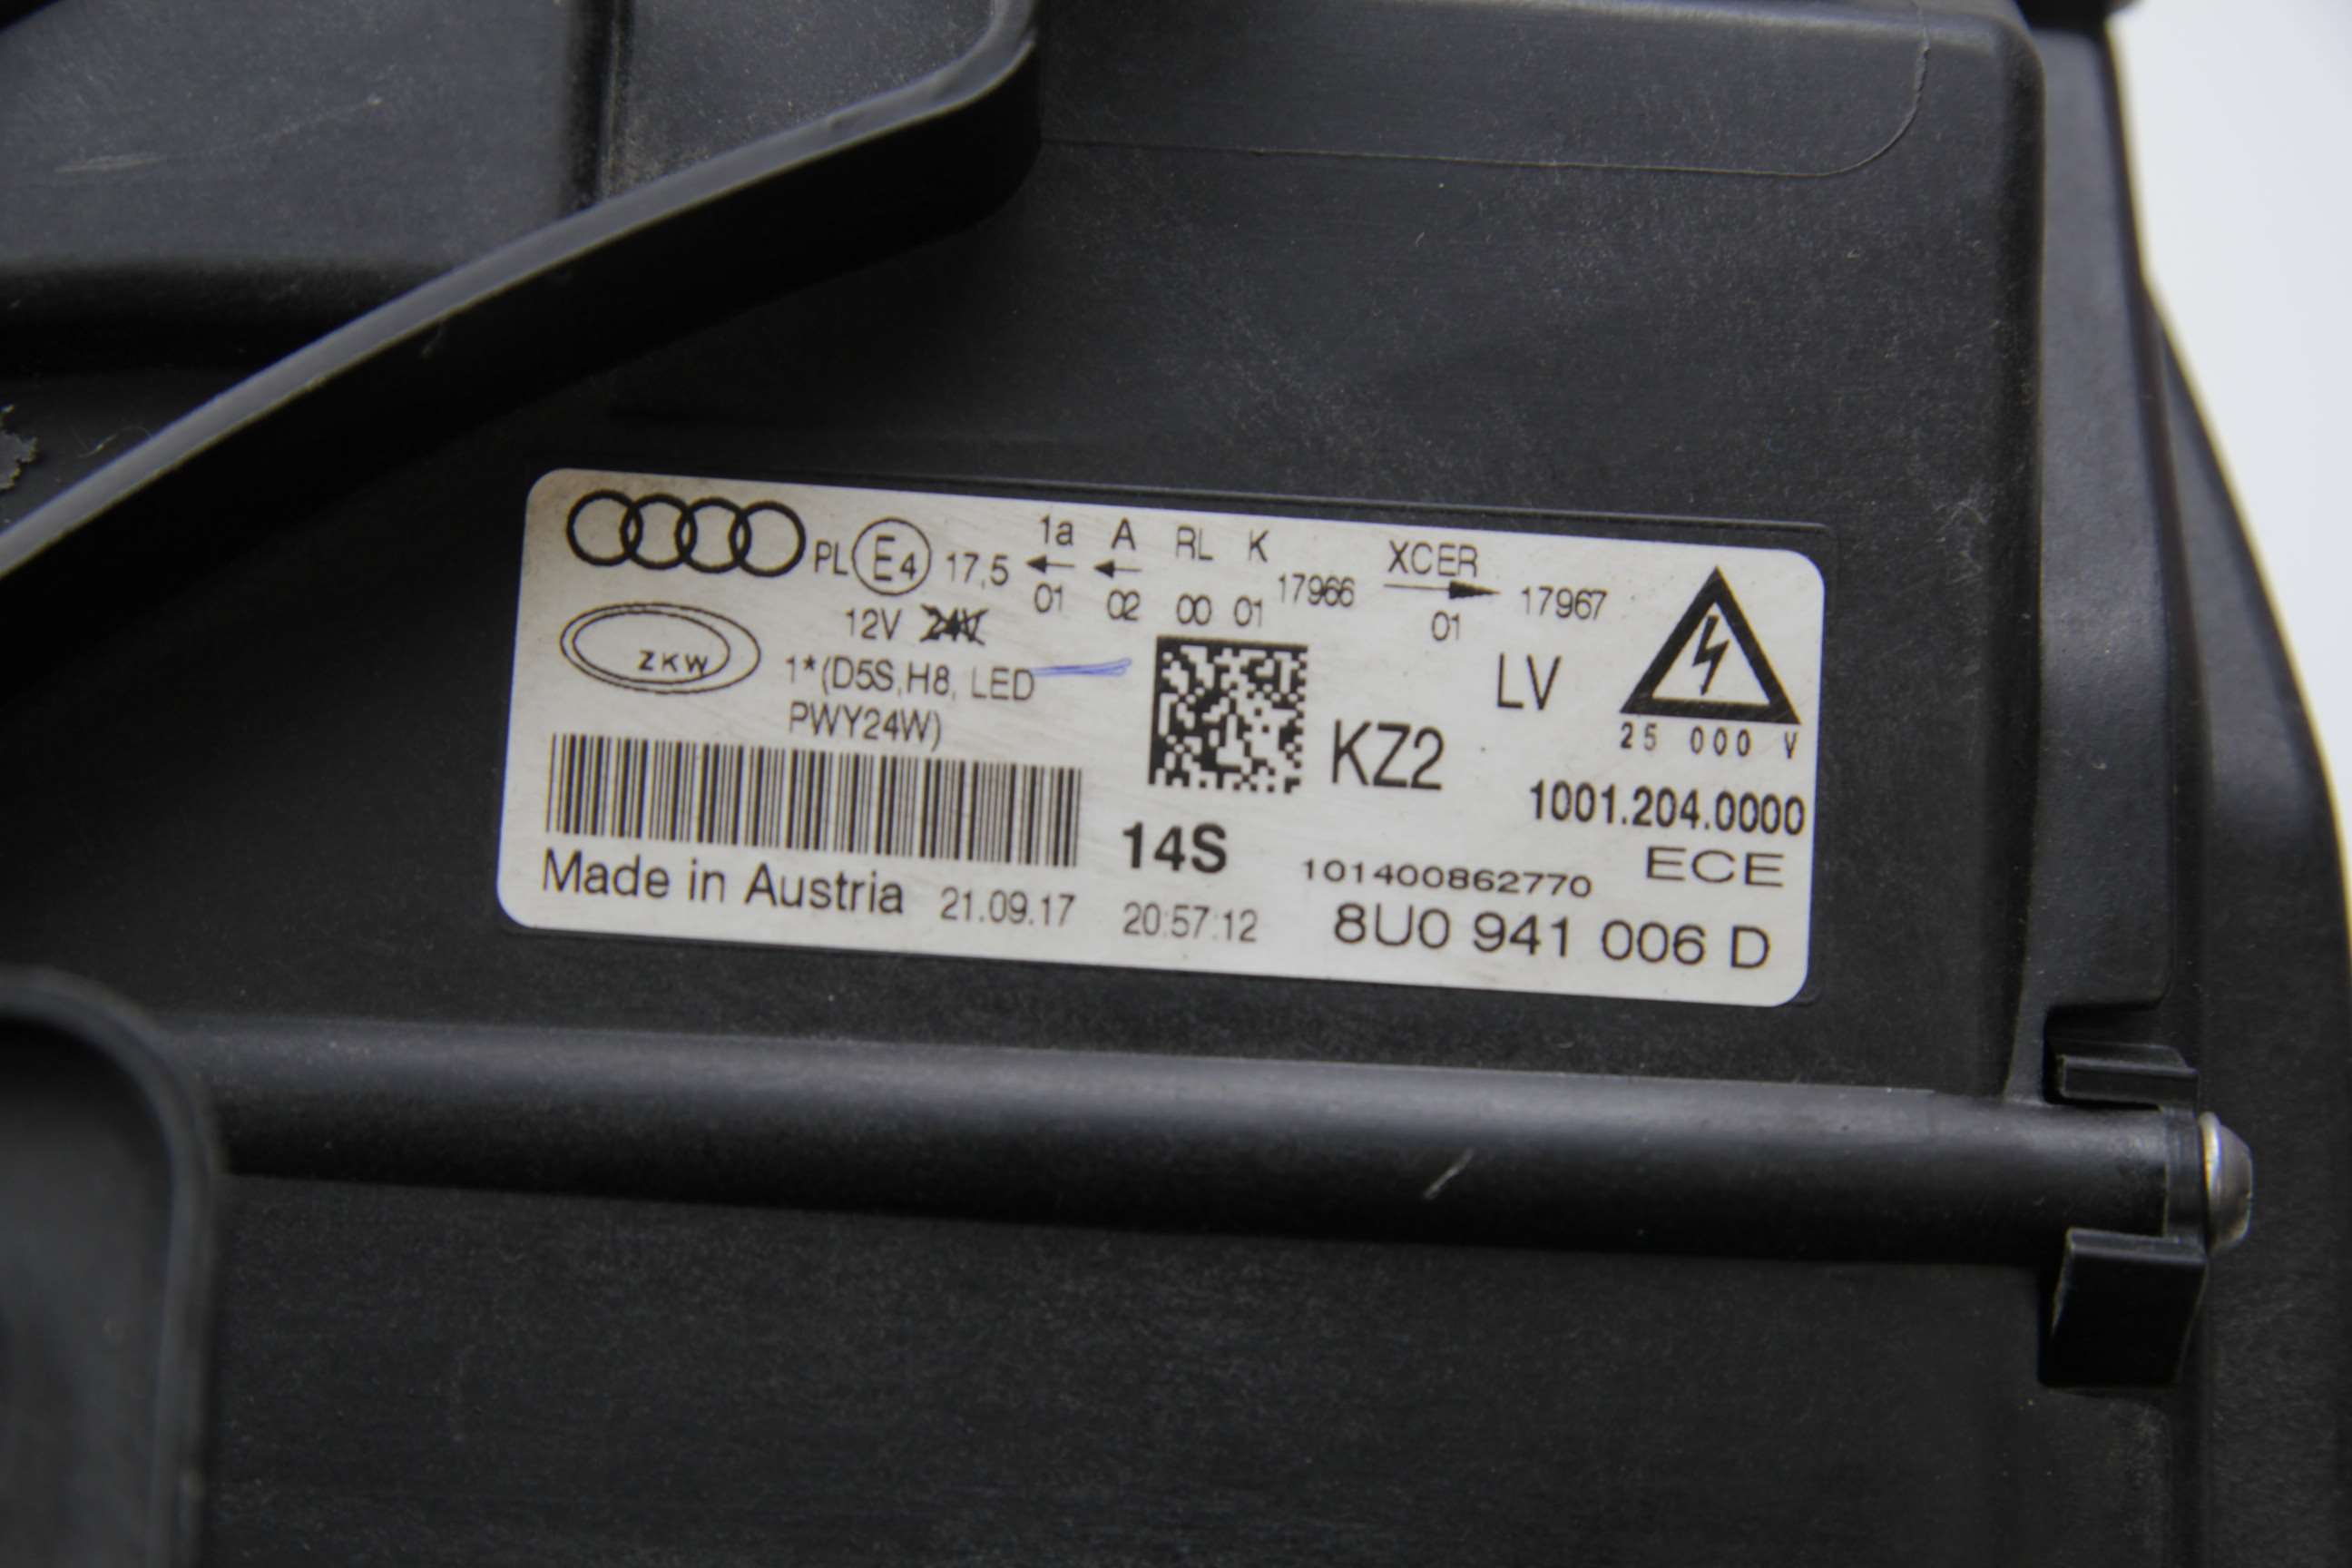 1a A RL K XCER
PL E4 17,5 ← ← 17966 → 17967
01 02 00 01 01
12V 24V
ZKW 1*(D5S,H8, LED
PWY24W)
LV
25 000 V
KZ2
1001.204.0000
14S
101400862770 ECE
Made in Austria 21.09.17 20:57:12 8U0 941 006 D